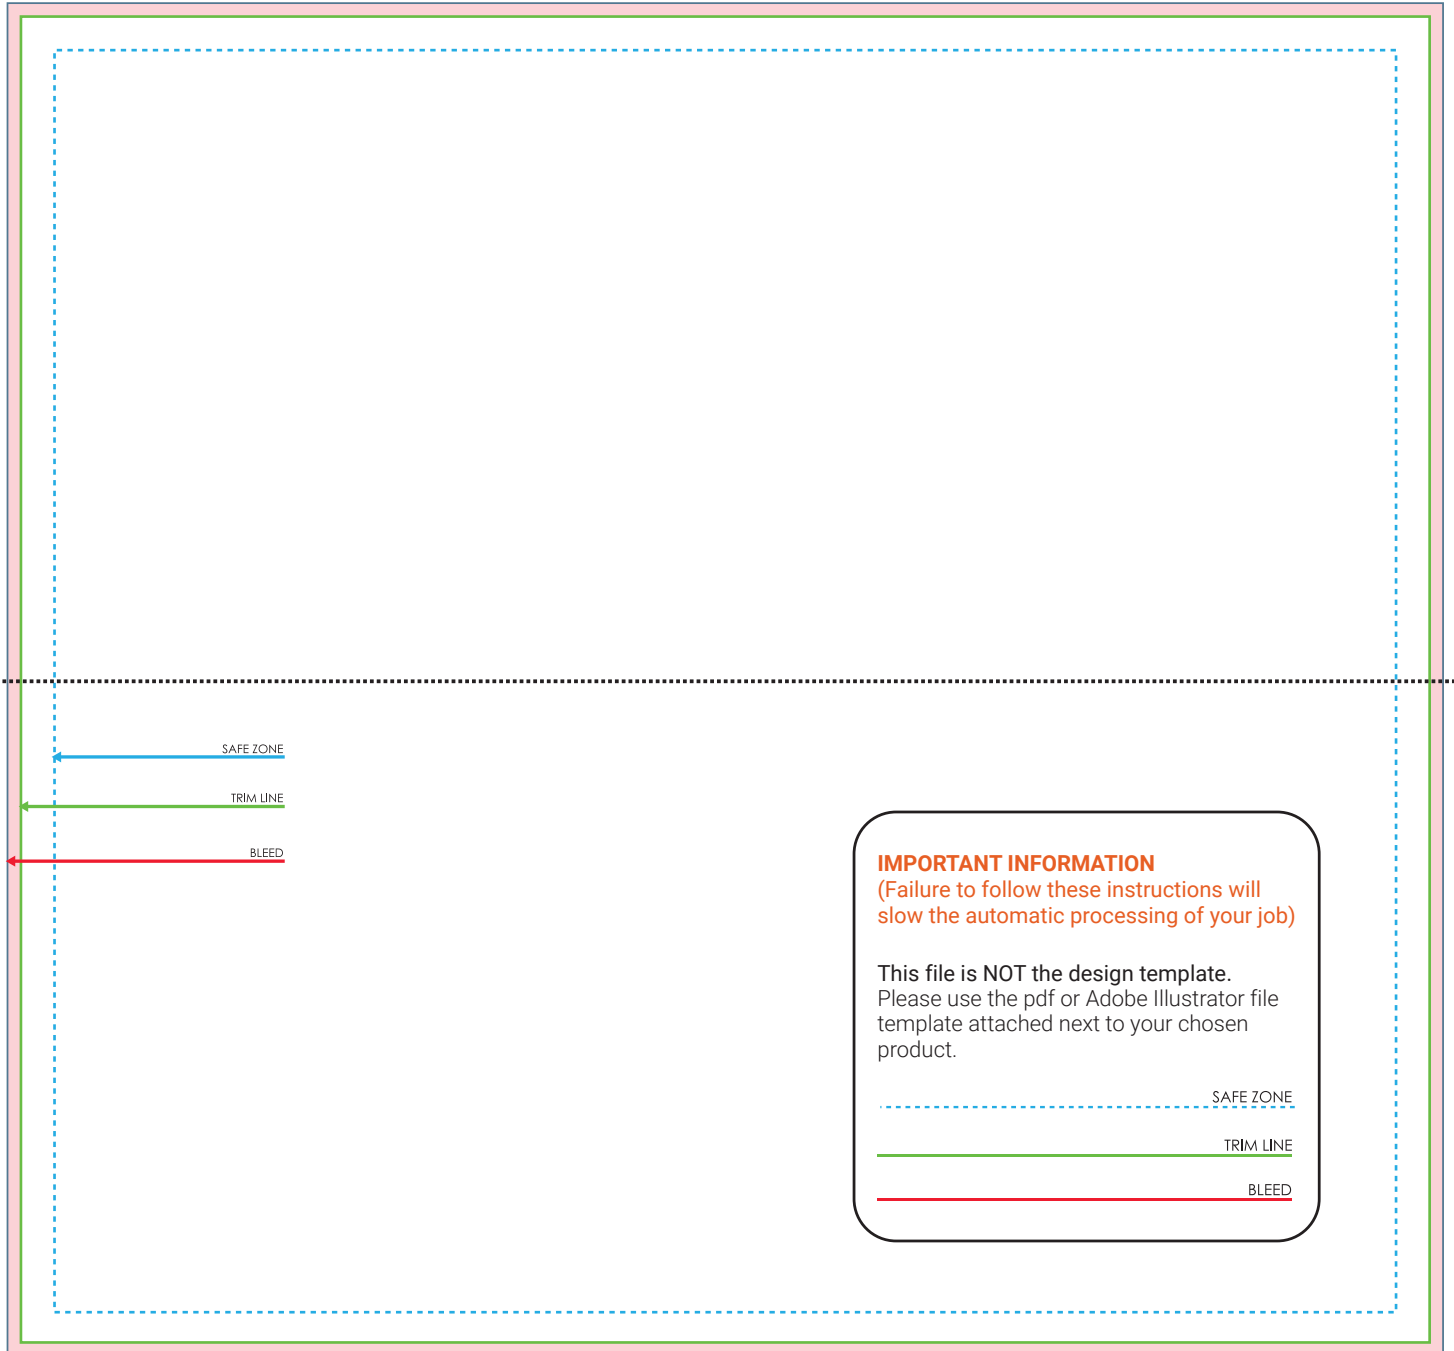 SAFE ZONE
TRIM LINE
BLEED
IMPORTANT INFORMATION
(Failure to follow these instructions will
slow the automatic processing of your job)
This file is NOT the design template.
Please use the pdf or Adobe Illustrator file
template attached next to your chosen
product.
SAFE ZONE
TRIM LINE
BLEED